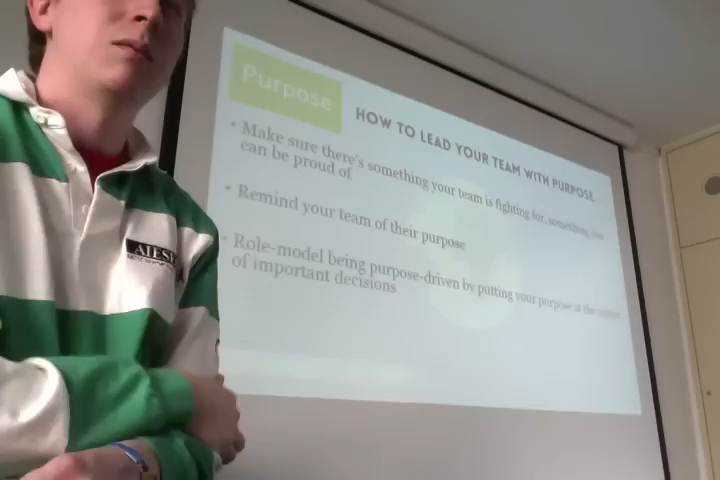 Purpose
HOW TO LEAD YOUR TEAM WITH PURPOSE
• Make sure there's something your team is fighting for, something you
can be proud of
• Remind your team of their purpose
• Role-model being purpose-driven by putting your purpose at the
of important decisions
AIESEC